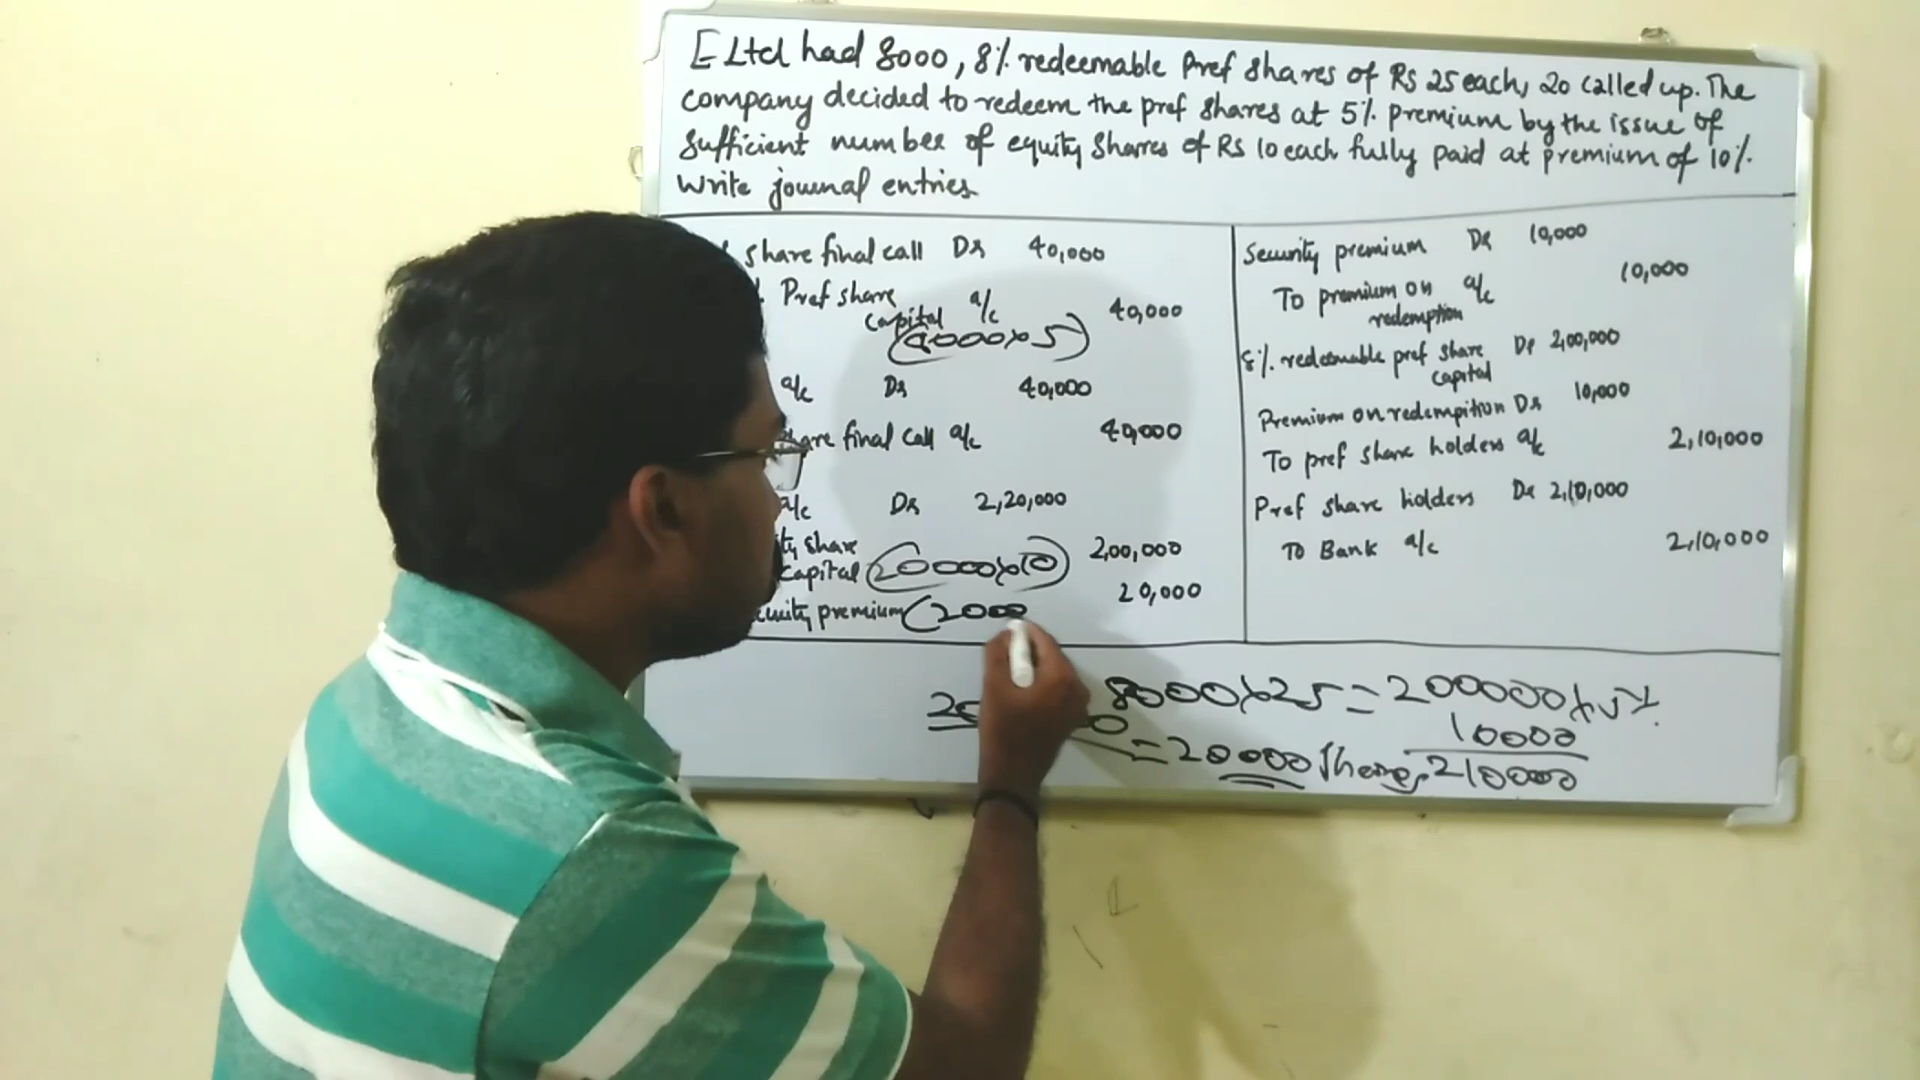 E Ltd had 8000, 8% redeemable Pref shares of Rs 25 each, 20 called up. The
company decided to redeem the pref shares at 5% premium by the issue of
sufficient number of equity shares of Rs 10 each fully paid at premium of 10%.
Write journal entries.
share final call Dr 40,000
Pref share
capital a/c 40,000
(8000x5)
a/c Dr 40,000
share final call a/c 40,000
a/c Dr 2,20,000
ty share
capital (20000x10) 2,00,000
curity premium (2000 20,000
Security premium Dr 10,000
To premium on a/c 10,000
redemption
8% redeemable pref share Dr 2,00,000
capital
Premium on redempition Dr 10,000
To pref share holders a/c 2,10,000
Pref share holders Dr 2,10,000
To Bank a/c 2,10,000
8000x25 = 200000x5%
10000
= 20000 Shares 210000